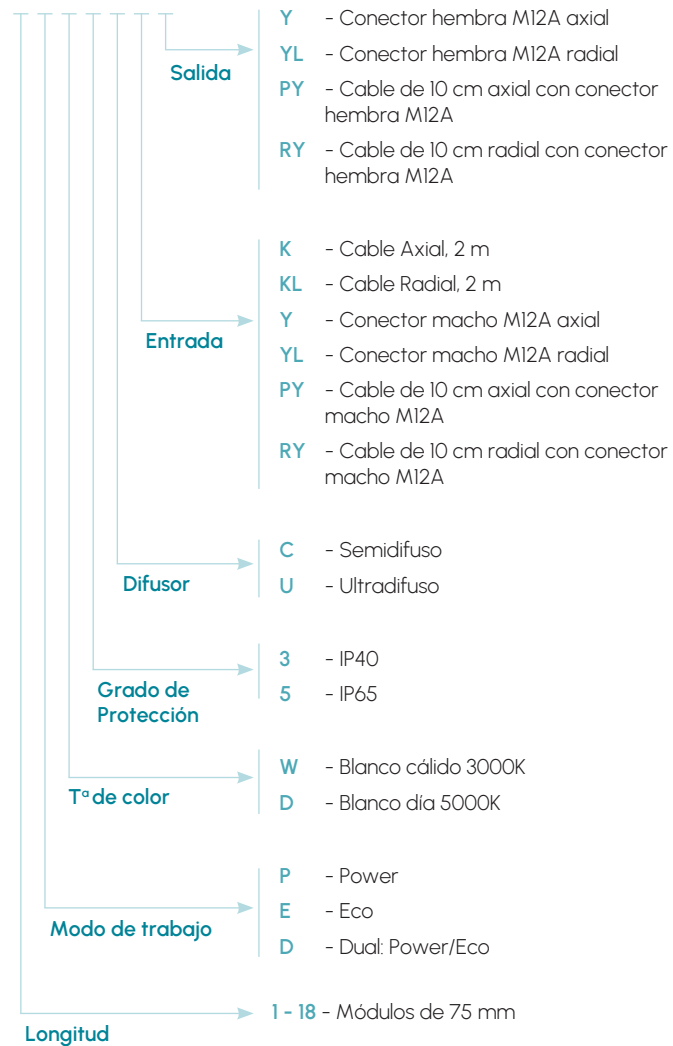 Salida
Y - Conector hembra M12A axial
YL - Conector hembra M12A radial
PY - Cable de 10 cm axial con conector
hembra M12A
RY - Cable de 10 cm radial con conector
hembra M12A
Entrada
K - Cable Axial, 2 m
KL - Cable Radial, 2 m
Y - Conector macho M12A axial
YL - Conector macho M12A radial
PY - Cable de 10 cm axial con conector
macho M12A
RY - Cable de 10 cm radial con conector
macho M12A
Difusor
C - Semidifuso
U - Ultradifuso
Grado de
Protección
3 - IP40
5 - IP65
Tª de color
W - Blanco cálido 3000K
D - Blanco día 5000K
Modo de trabajo
P - Power
E - Eco
D - Dual: Power/Eco
Longitud
1 - 18 - Módulos de 75 mm